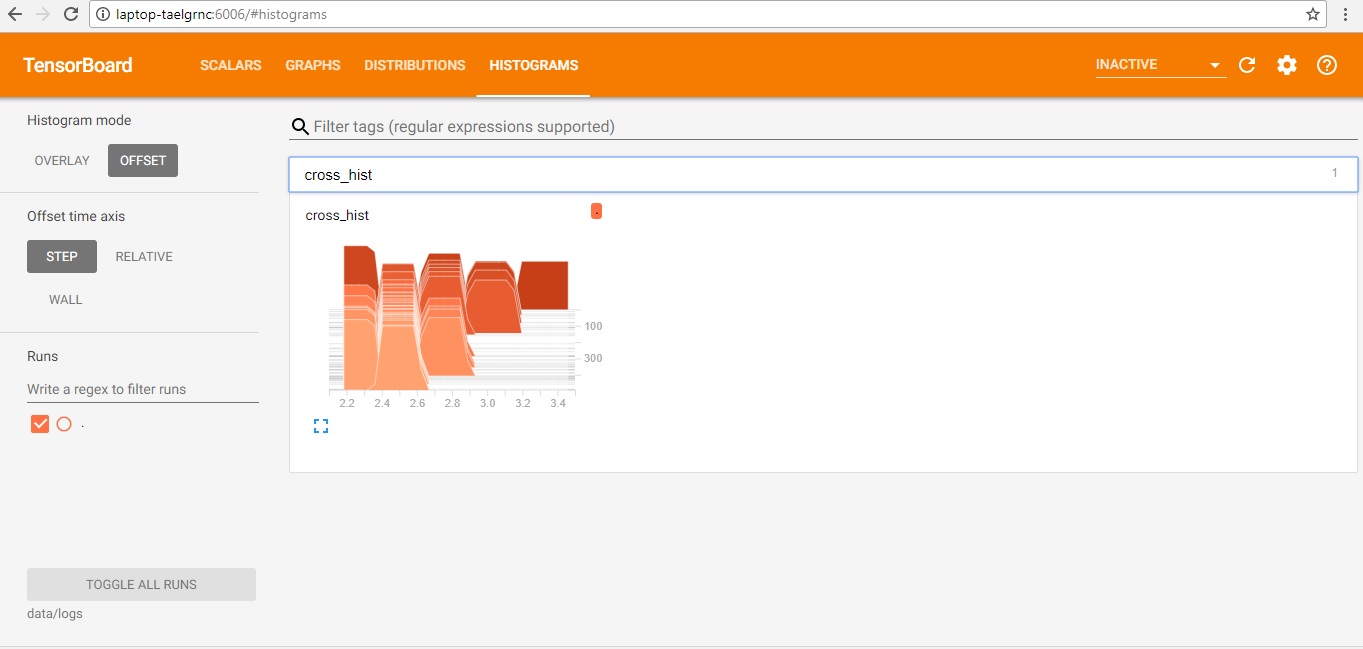 laptop-taelgrnc:6006/#histograms
TensorBoard SCALARS GRAPHS DISTRIBUTIONS HISTOGRAMS INACTIVE
Histogram mode
OVERLAY OFFSET
Offset time axis
STEP RELATIVE
WALL
Runs
Write a regex to filter runs
.
TOGGLE ALL RUNS
data/logs
Filter tags (regular expressions supported)
cross_hist 1
cross_hist .
100
300
2.2 2.4 2.6 2.8 3.0 3.2 3.4